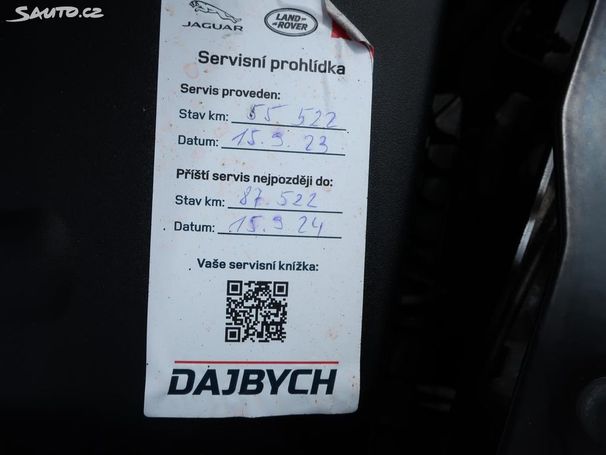 SAUTO.CZ
JAGUAR
LAND ROVER
Servisní prohlídka
Servis proveden:
Stav km: 55 522
Datum: 15.9.23
Příští servis nejpozději do:
Stav km: 87.522
Datum: 15.9 24
Vaše servisní knížka:
DAJBYCH